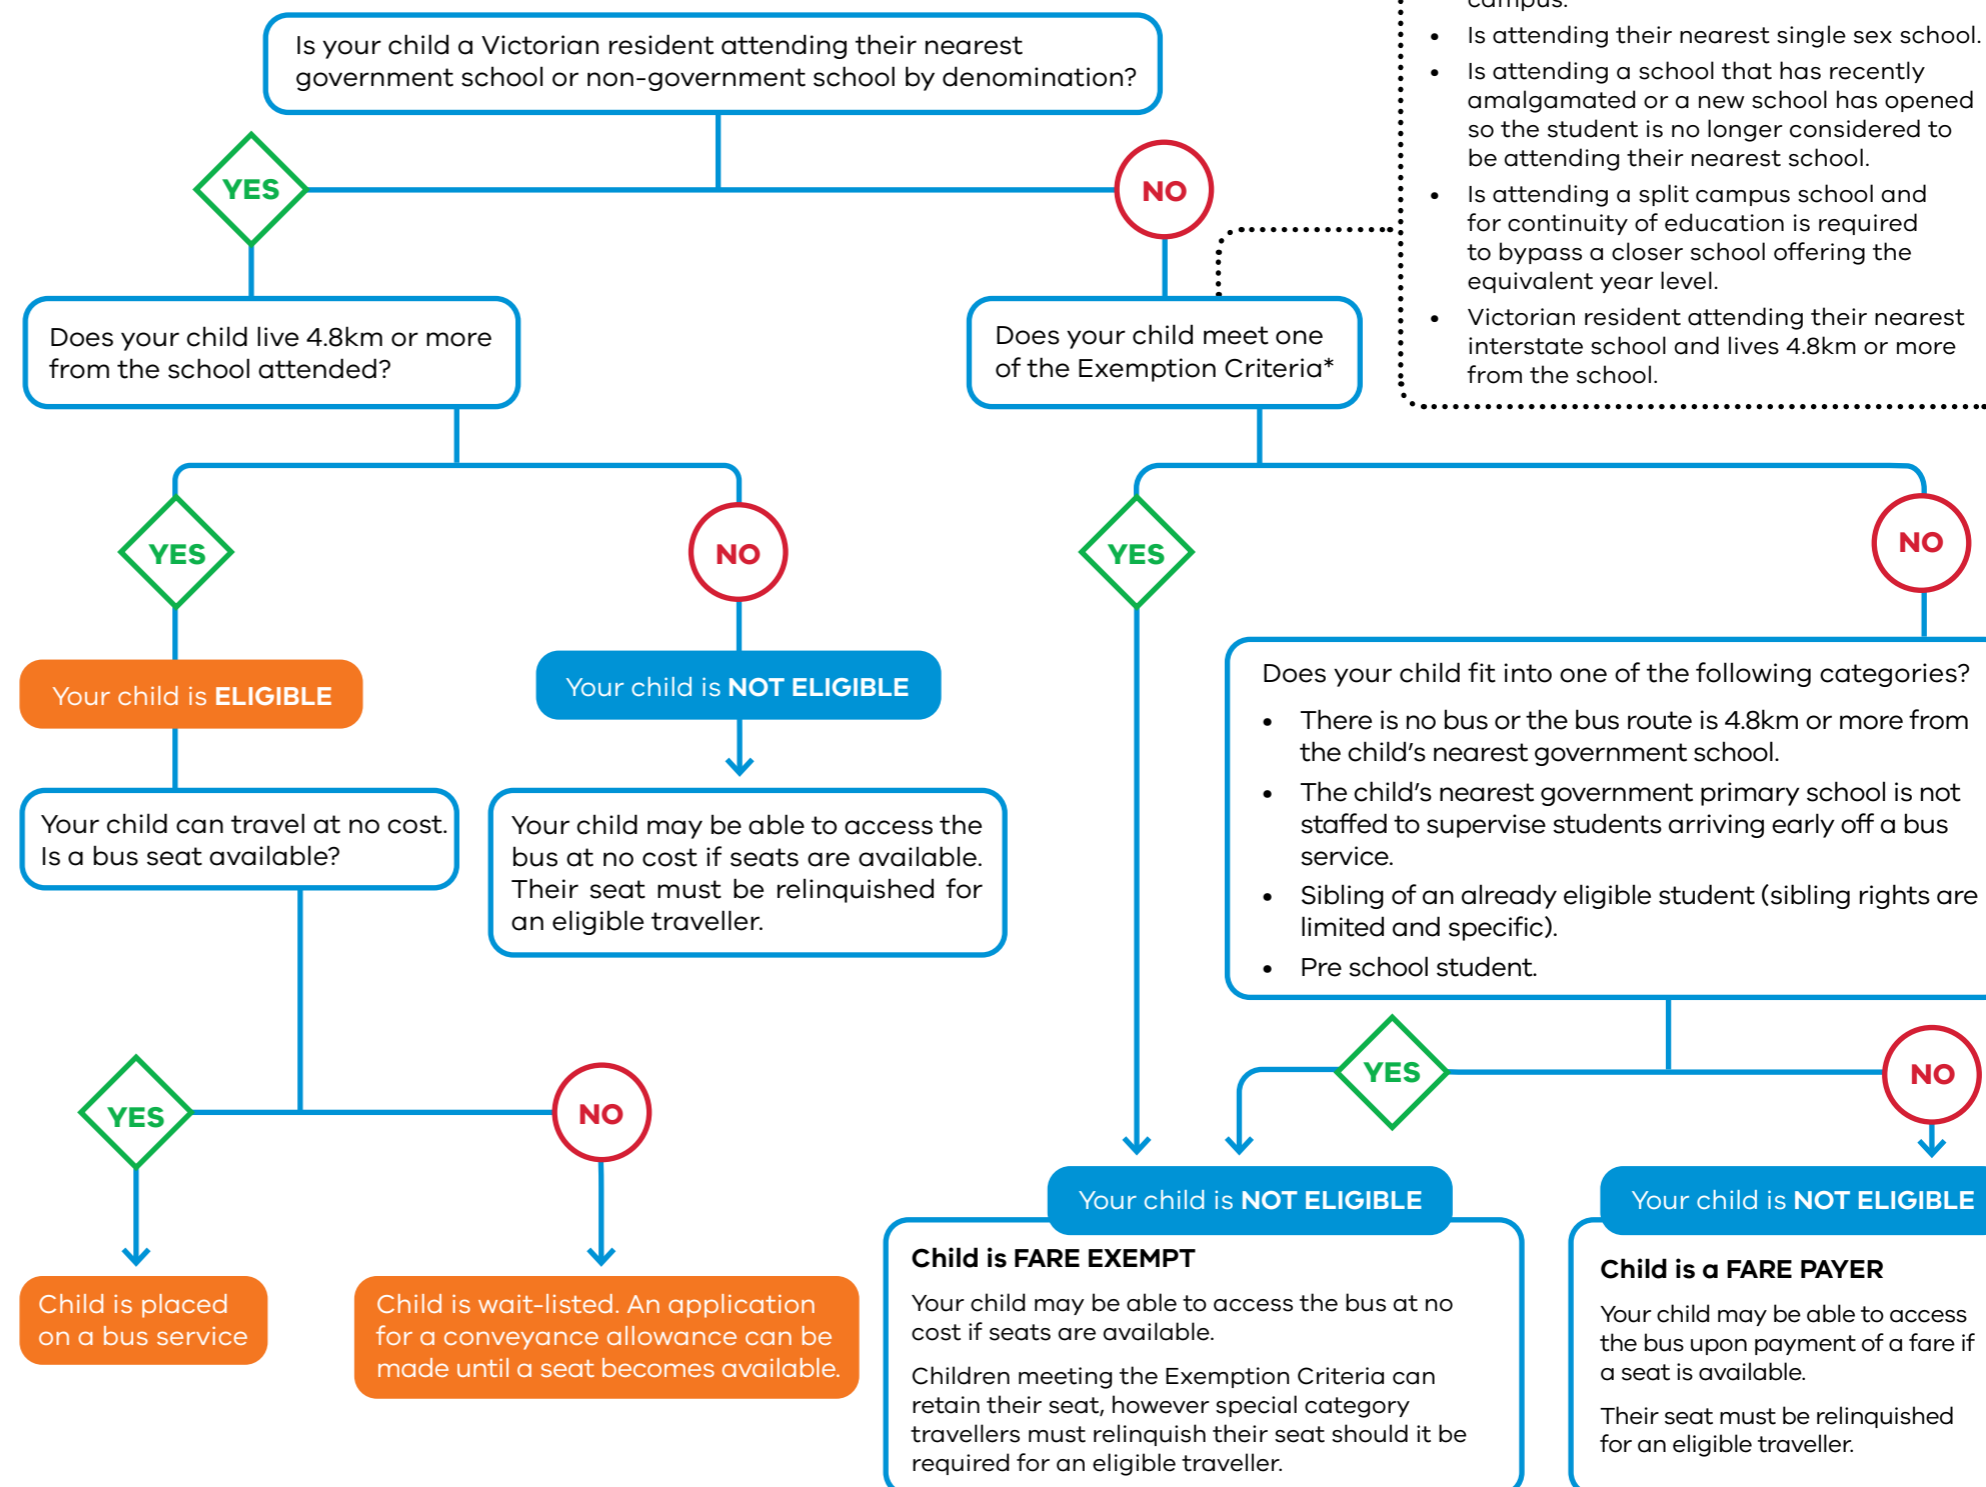 campus.
• Is attending their nearest single sex school.
• Is attending a school that has recently
amalgamated or a new school has opened
so the student is no longer considered to
be attending their nearest school.
• Is attending a split campus school and
for continuity of education is required
to bypass a closer school offering the
equivalent year level.
• Victorian resident attending their nearest
interstate school and lives 4.8km or more
from the school.
Is your child a Victorian resident attending their nearest
government school or non-government school by denomination?
YES
NO
Does your child live 4.8km or more
from the school attended?
Does your child meet one
of the Exemption Criteria*
YES
NO
YES
NO
Your child is ELIGIBLE
Your child is NOT ELIGIBLE
Your child can travel at no cost.
Is a bus seat available?
Your child may be able to access the
bus at no cost if seats are available.
Their seat must be relinquished for
an eligible traveller.
Does your child fit into one of the following categories?
• There is no bus or the bus route is 4.8km or more from
the child's nearest government school.
• The child's nearest government primary school is not
staffed to supervise students arriving early off a bus
service.
• Sibling of an already eligible student (sibling rights are
limited and specific).
• Pre school student.
YES
NO
YES
NO
Child is placed
on a bus service
Child is wait-listed. An application
for a conveyance allowance can be
made until a seat becomes available.
Your child is NOT ELIGIBLE
Child is FARE EXEMPT
Your child may be able to access the bus at no
cost if seats are available.
Children meeting the Exemption Criteria can
retain their seat, however special category
travellers must relinquish their seat should it be
required for an eligible traveller.
Your child is NOT ELIGIBLE
Child is a FARE PAYER
Your child may be able to access
the bus upon payment of a fare if
a seat is available.
Their seat must be relinquished
for an eligible traveller.